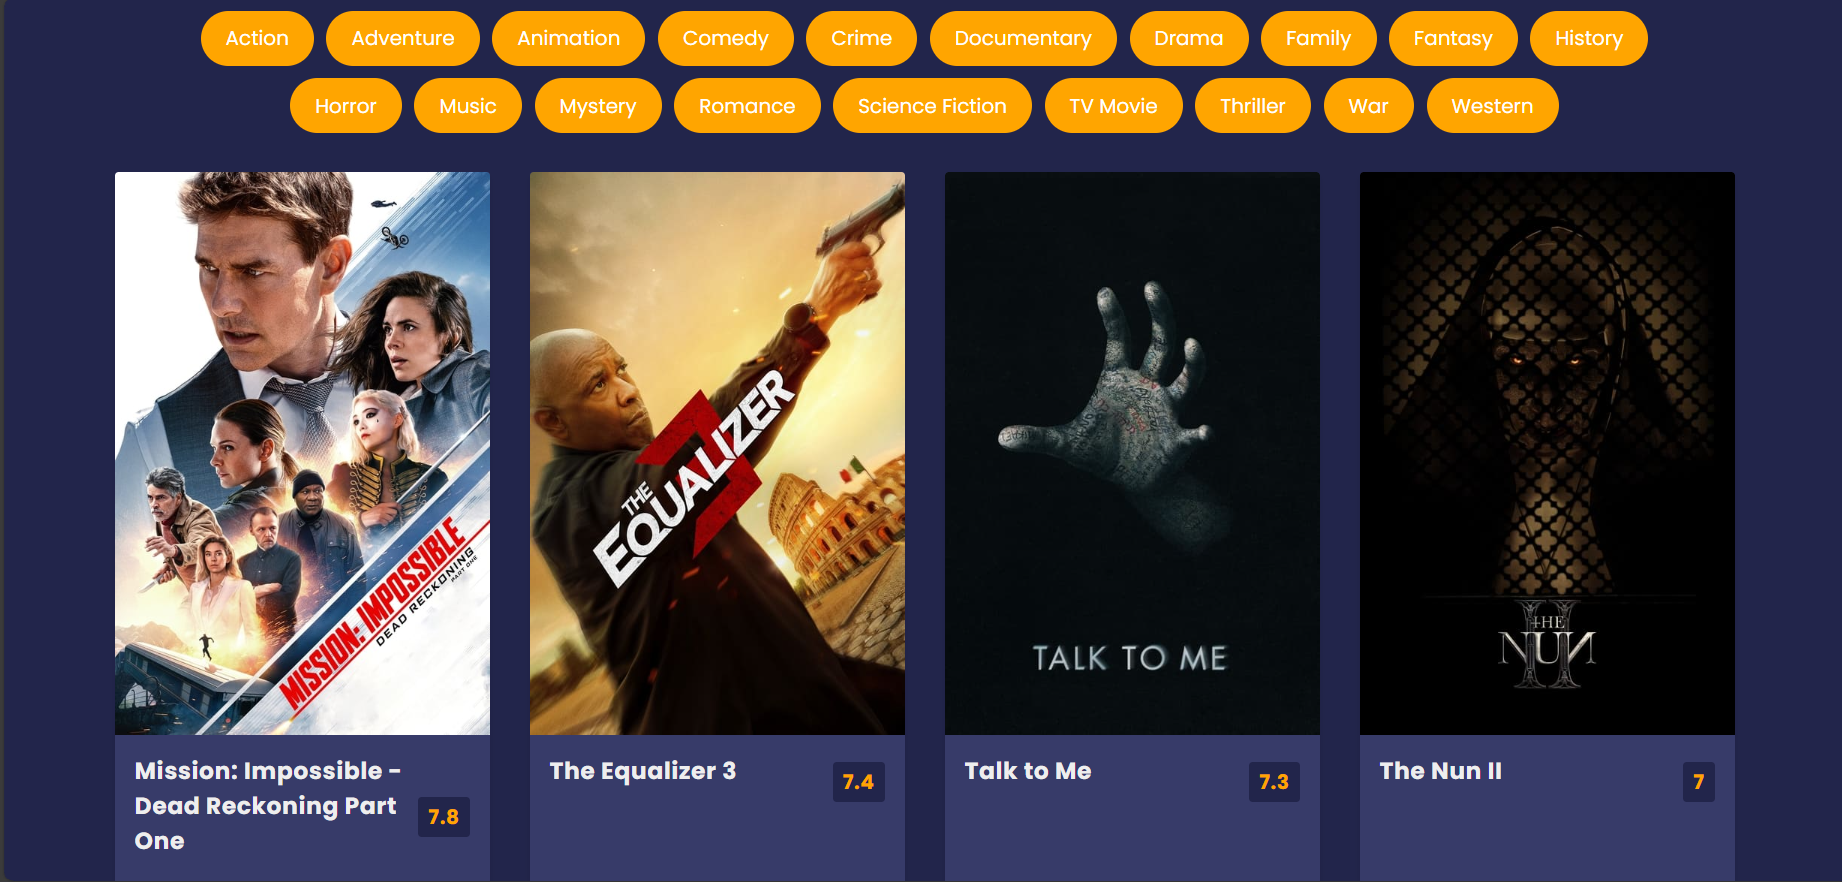 Action Adventure Animation Comedy Crime Documentary Drama Family Fantasy History
Horror Music Mystery Romance Science Fiction TV Movie Thriller War Western
MISSION: IMPOSSIBLE
DEAD RECKONING
PART ONE
THE
EQUALIZER
3
TALK TO ME
THE
NUN
II
Mission: Impossible -
Dead Reckoning Part
One
7.8
The Equalizer 3
7.4
Talk to Me
7.3
The Nun II
7